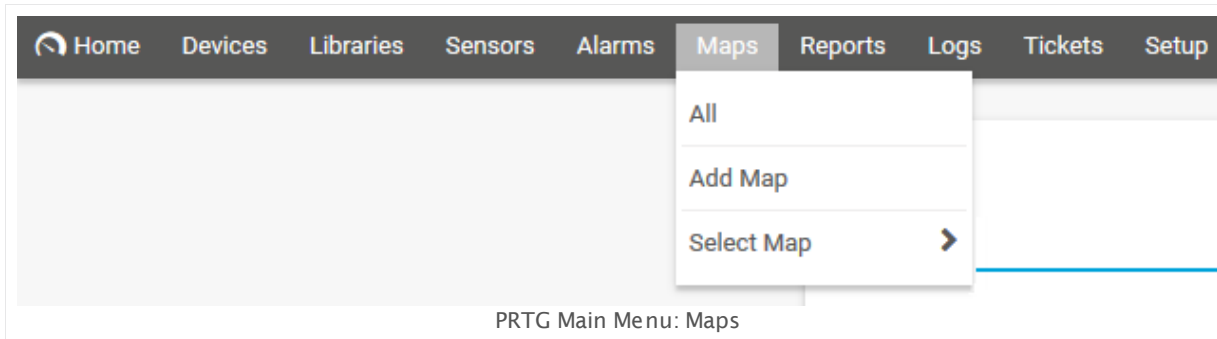 Home Devices Libraries Sensors Alarms Maps Reports Logs Tickets Setup
All
Add Map
Select Map
PRTG Main Menu: Maps